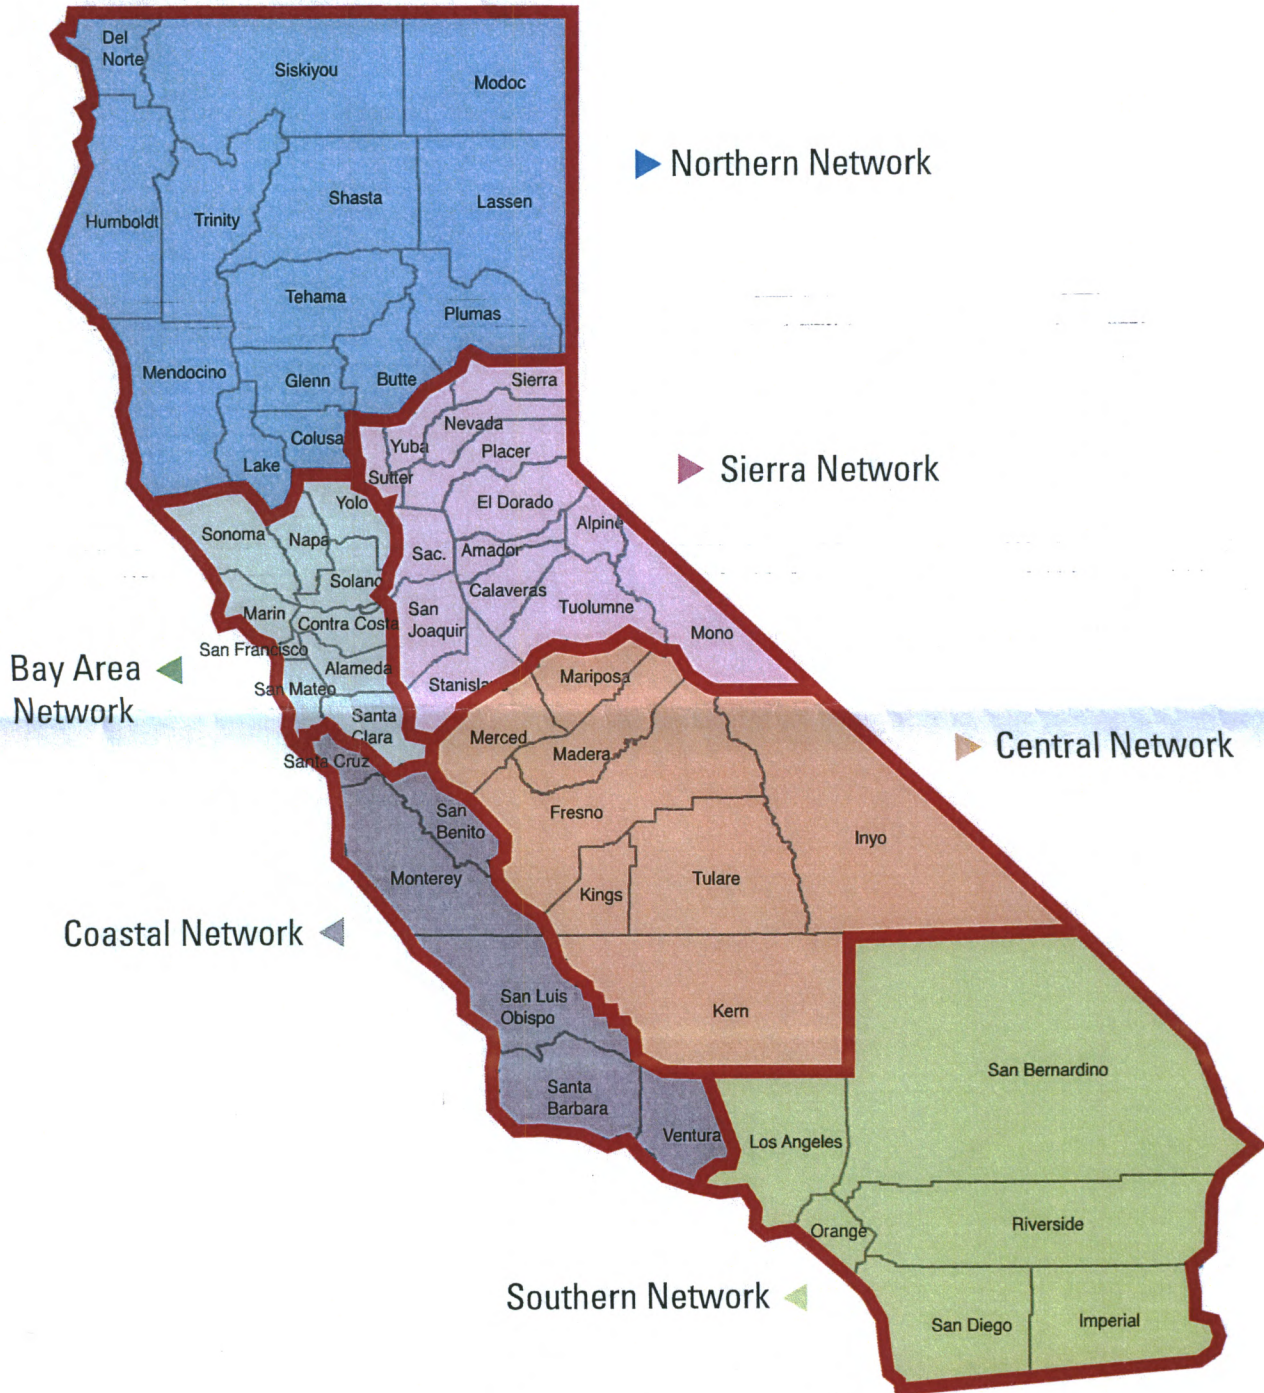 Del
Norte
Siskiyou
Modoc
Northern Network
Humboldt
Trinity
Shasta
Lassen
Tehama
Plumas
Mendocino
Glenn
Butte
Sierra
Colusa
Lake
Yuba
Nevada
Placer
Sutter
Sierra Network
Yolo
El Dorado
Sonoma
Napa
Sac.
Amador
Alpine
Solano
Calaveras
Marin
Contra Costa
San
Joaquin
Tuolumne
Mono
San Francisco
Bay Area
Network
Alameda
San Mateo
Stanislaus
Mariposa
Santa
Clara
Merced
Madera
Central Network
Santa Cruz
San
Benito
Fresno
Inyo
Monterey
Kings
Tulare
Coastal Network
San Luis
Obispo
Kern
San Bernardino
Santa
Barbara
Ventura
Los Angeles
Orange
Riverside
Southern Network
San Diego
Imperial